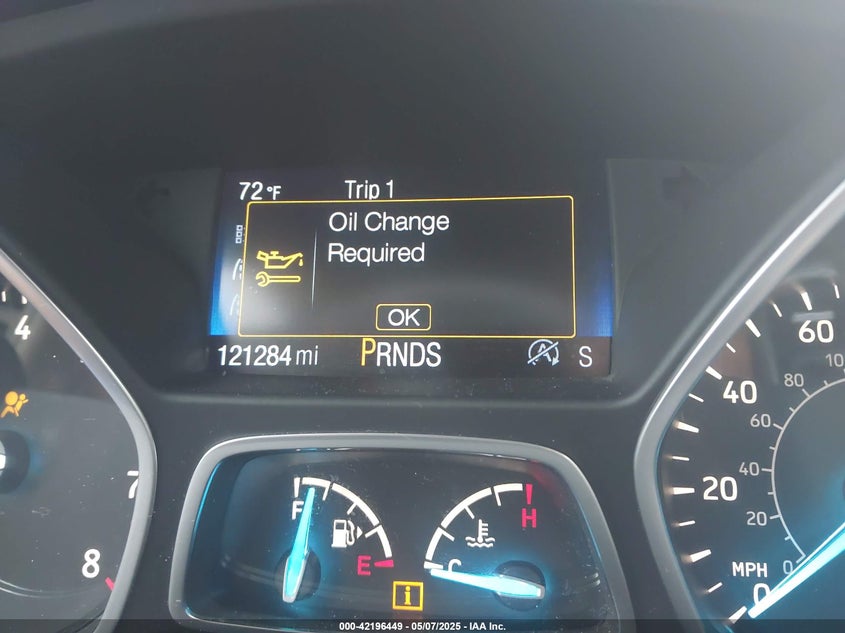 72°F Trip 1
Oil Change
Required
OK
121284 mi PRNDS S
4
7
8
F
E
C
H
i
60
40
20
0
MPH
80
60
40
20
0
000-42196449 - 05/07/2025 - IAA Inc.